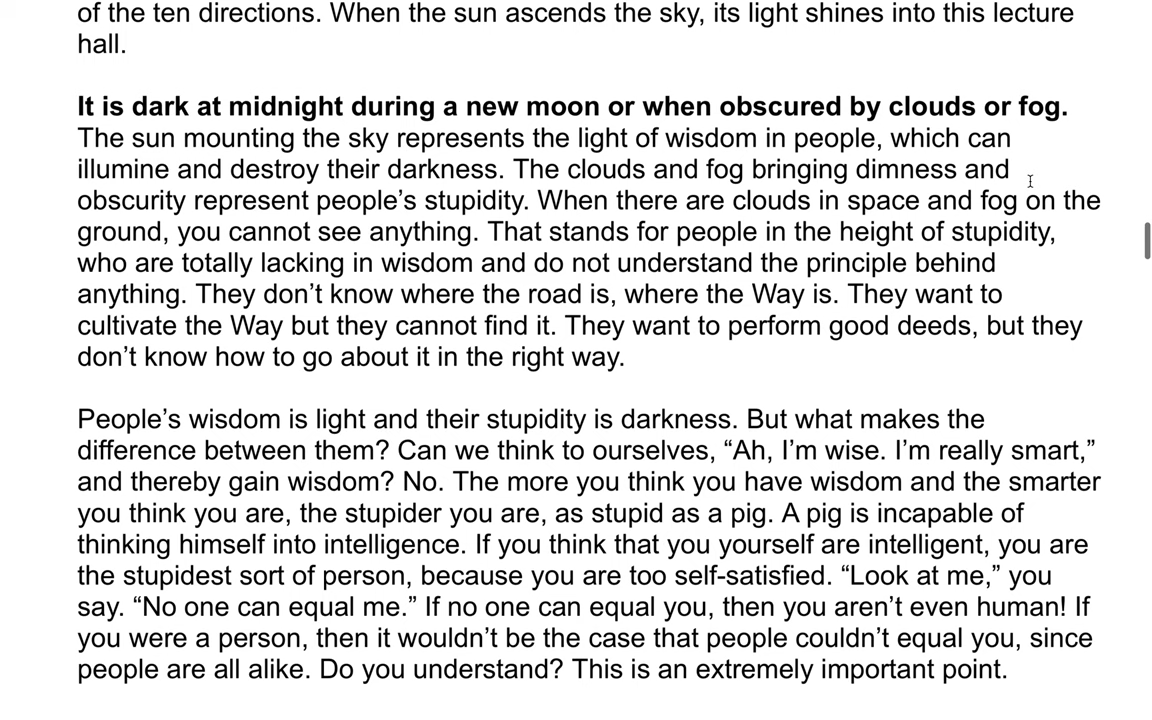 of the ten directions. When the sun ascends the sky, its light shines into this lecture
hall.
It is dark at midnight during a new moon or when obscured by clouds or fog.
The sun mounting the sky represents the light of wisdom in people, which can
illumine and destroy their darkness. The clouds and fog bringing dimness and
obscurity represent people’s stupidity. When there are clouds in space and fog on the
ground, you cannot see anything. That stands for people in the height of stupidity,
who are totally lacking in wisdom and do not understand the principle behind
anything. They don’t know where the road is, where the Way is. They want to
cultivate the Way but they cannot find it. They want to perform good deeds, but they
don’t know how to go about it in the right way.
People’s wisdom is light and their stupidity is darkness. But what makes the
difference between them? Can we think to ourselves, “Ah, I’m wise. I’m really smart,”
and thereby gain wisdom? No. The more you think you have wisdom and the smarter
you think you are, the stupider you are, as stupid as a pig. A pig is incapable of
thinking himself into intelligence. If you think that you yourself are intelligent, you are
the stupidest sort of person, because you are too self-satisfied. “Look at me,” you
say. “No one can equal me.” If no one can equal you, then you aren’t even human! If
you were a person, then it wouldn’t be the case that people couldn’t equal you, since
people are all alike. Do you understand? This is an extremely important point.